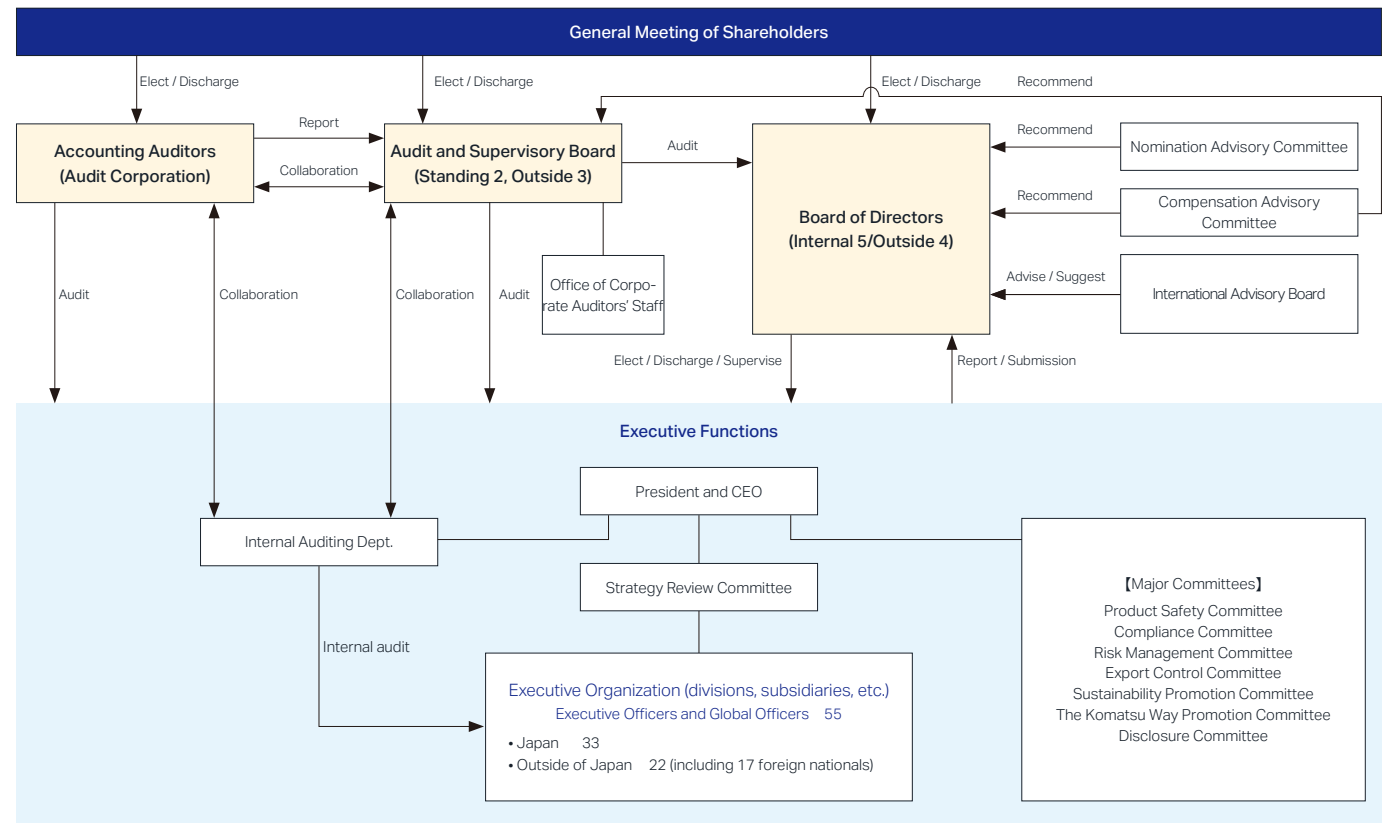 General Meeting of Shareholders
Elect / Discharge
Elect / Discharge
Elect / Discharge
Recommend
Accounting Auditors
(Audit Corporation)
Report
Collaboration
Audit and Supervisory Board
(Standing 2, Outside 3)
Audit
Board of Directors
(Internal 5/Outside 4)
Recommend
Nomination Advisory Committee
Recommend
Compensation Advisory
Committee
Advise / Suggest
International Advisory Board
Audit
Collaboration
Collaboration
Audit
Office of Corpo-
rate Auditors' Staff
Elect / Discharge / Supervise
Report / Submission
Executive Functions
President and CEO
Internal Auditing Dept.
Strategy Review Committee
Internal audit
Executive Organization (divisions, subsidiaries, etc.)
Executive Officers and Global Officers 55
• Japan 33
• Outside of Japan 22 (including 17 foreign nationals)
【Major Committees】
Product Safety Committee
Compliance Committee
Risk Management Committee
Export Control Committee
Sustainability Promotion Committee
The Komatsu Way Promotion Committee
Disclosure Committee